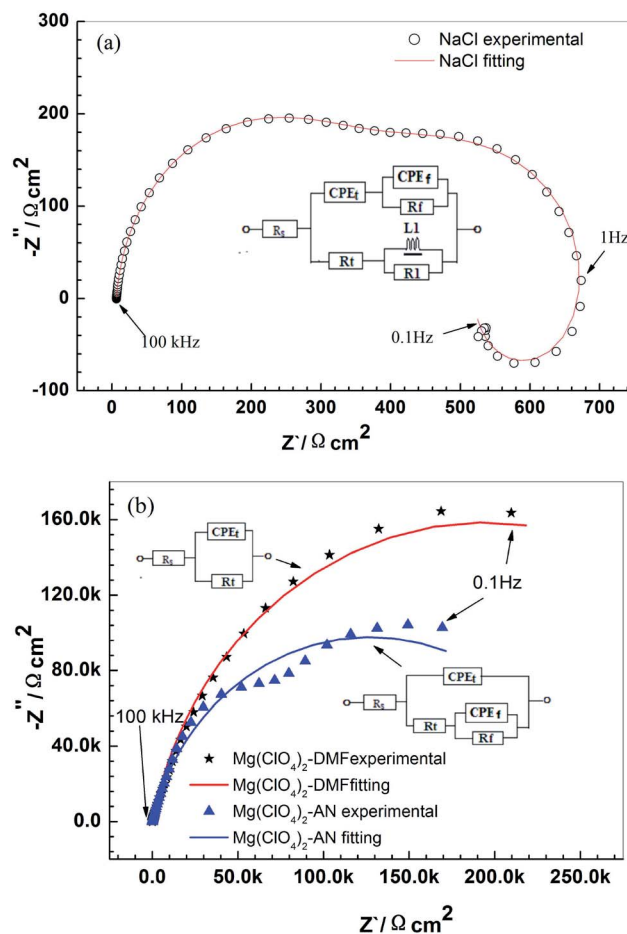 (a)
NaCl experimental
NaCl fitting
-Z''/Ω cm²
300
200
100
0
-100
CPEt
CPEf
Rf
Rs
L1
Rt
R1
1Hz
0.1Hz
100 kHz
0 100 200 300 400 500 600 700
Z`/Ω cm²
(b)
-Z''/Ω cm²
160.0k
120.0k
80.0k
40.0k
0.0
CPEt
Rs
Rt
0.1Hz
100 kHz
CPEt
Rs
CPEf
Rt
Rf
Mg(ClO4)2-DMFexperimental
Mg(ClO4)2-DMFfitting
Mg(ClO4)2-AN experimental
Mg(ClO4)2-AN fitting
0.0 50.0k 100.0k 150.0k 200.0k 250.0k
Z`/Ω cm²